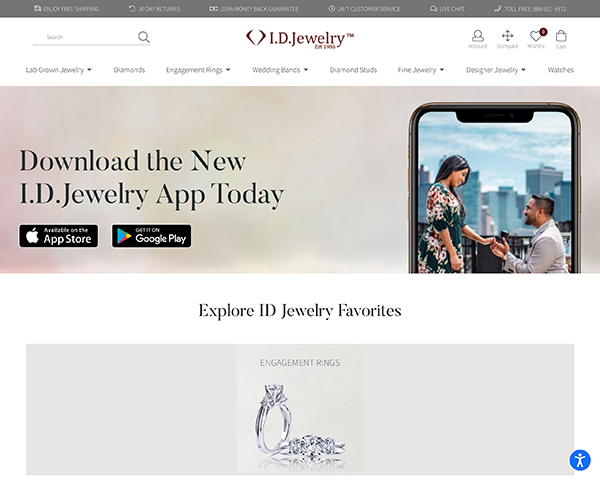 ENJOY FREE SHIPPING 30 DAY RETURNS 100% MONEY BACK GUARANTEE 24/7 CUSTOMER SERVICE LIVE CHAT TOLL FREE: 888-921-9312
Search I.D.Jewelry™ Account Compare Wishlist 0 Cart
Est 1986
Lab Grown Jewelry Diamonds Engagement Rings Wedding Bands Diamond Studs Fine Jewelry Designer Jewelry Watches
Download the New
I.D.Jewelry App Today
Available on the GET IT ON
App Store Google Play
Explore ID Jewelry Favorites
ENGAGEMENT RINGS